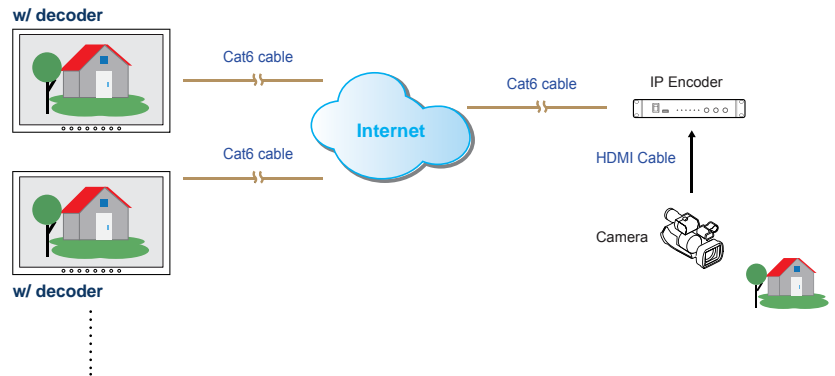 w/ decoder
Cat6 cable
Cat6 cable
IP Encoder
Internet
Cat6 cable
HDMI Cable
Camera
w/ decoder